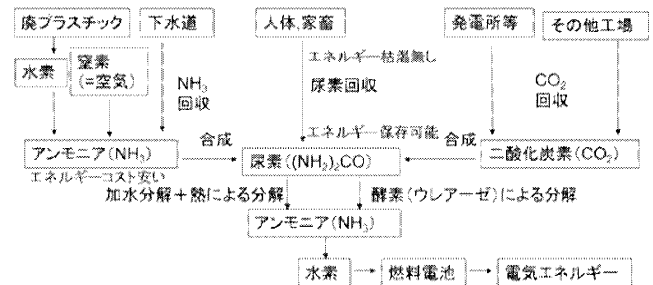 廃プラスチック
下水道
人体,家畜
発電所等
その他工場
水素
窒素
(=空気)
NH₃
回収
エネルギー枯渇無し
尿素回収
CO₂
回収
エネルギー保存可能
合成
合成
アンモニア(NH₃)
尿素((NH₂)₂CO)
二酸化炭素(CO₂)
エネルギーコスト安い
加水分解+熱による分解
酵素(ウレアーゼ)による分解
アンモニア(NH₃)
水素
燃料電池
電気エネルギー